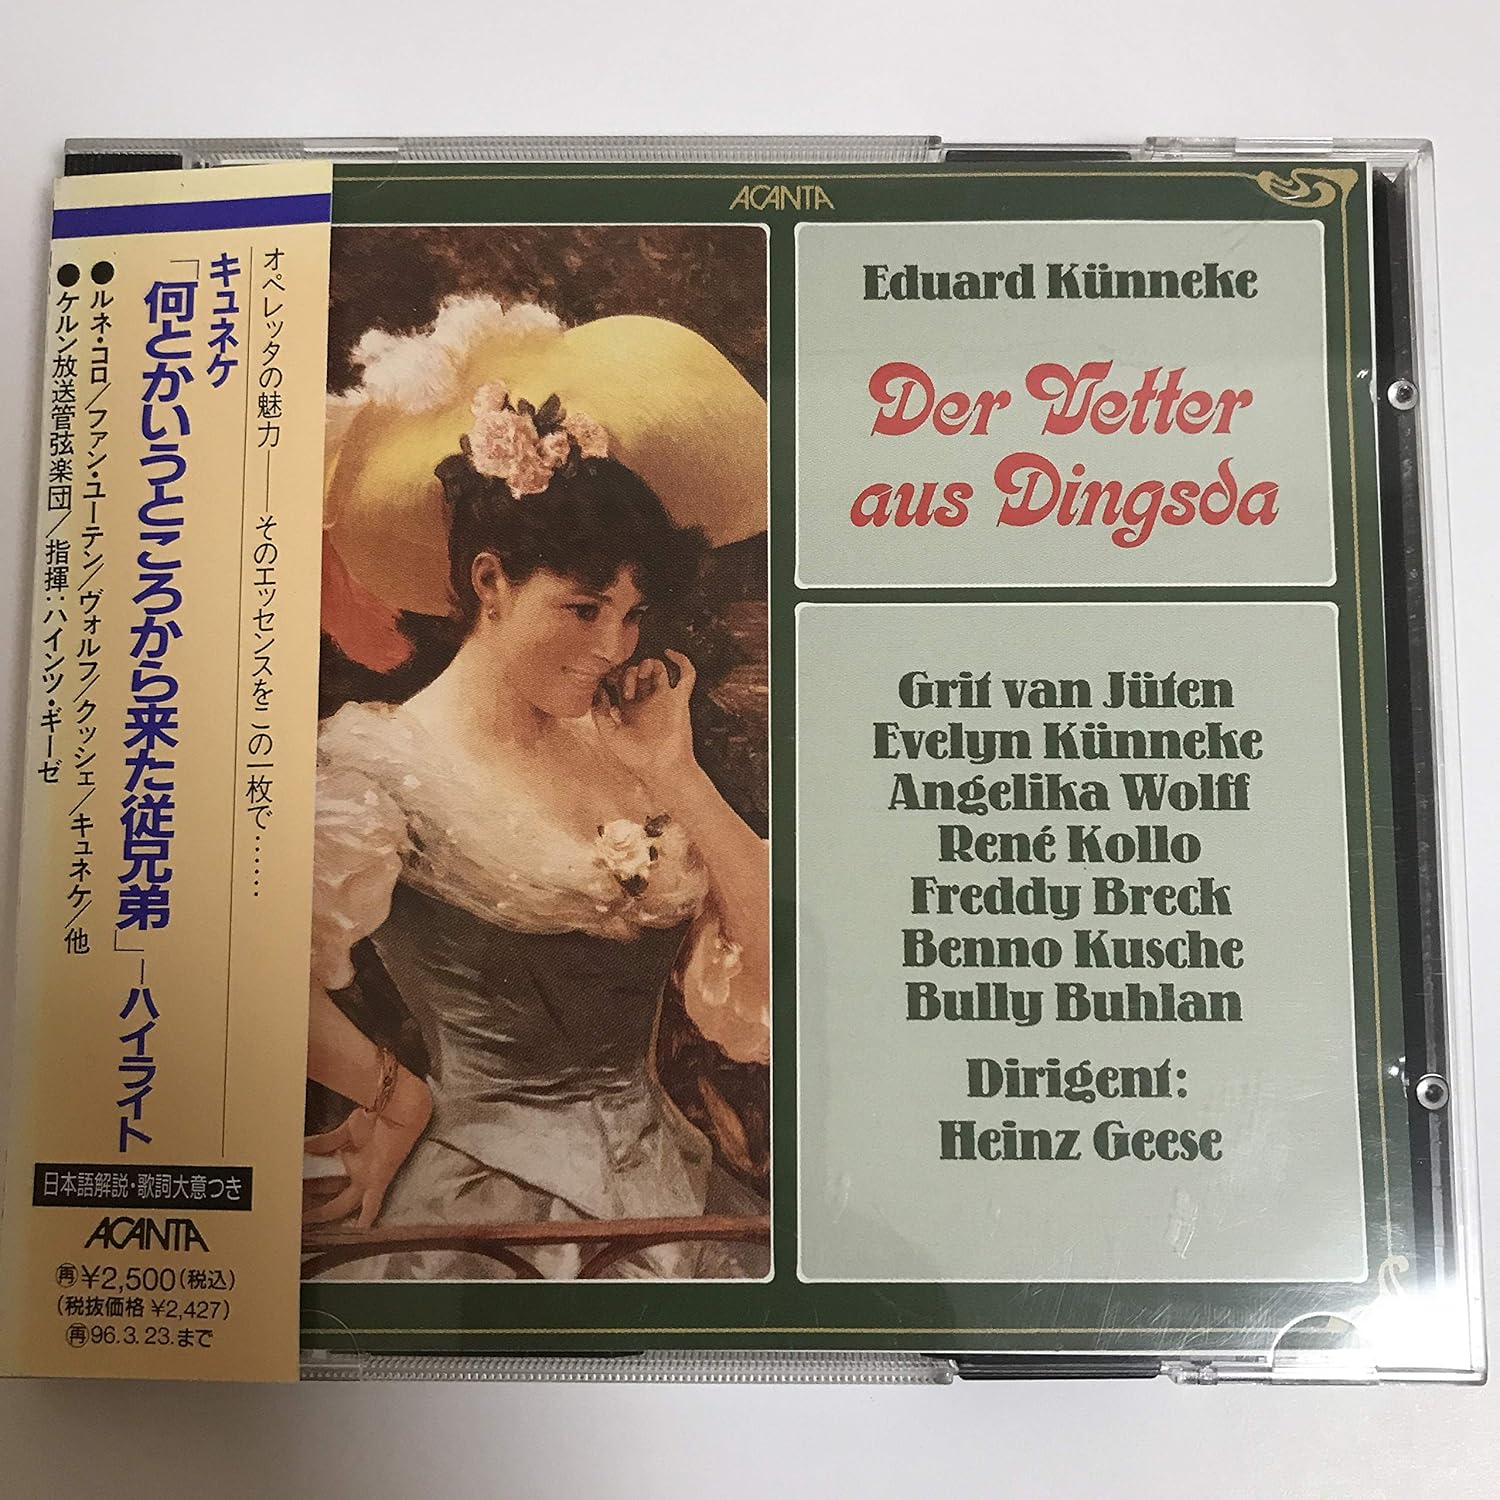 オペレッタの魅力――そのエッセンスをこの一枚で……
キュネケ
「何とかいうところから来た従兄弟」―ハイライト
●ルネ・コロ/ファン・ユーテン/ヴォルフ/クッシェ/キュネケ/他
●ケルン放送管弦楽団/指揮:ハインツ・ギーゼ
日本語解説・歌詞大意つき
ACANTA
㋐¥2,500(税込)
(税抜価格 ¥2,427)
再96.3.23.まで
ACANTA
Eduard Künneke
Der Vetter
aus Dingsda
Grit van Jüten
Evelyn Künneke
Angelika Wolff
René Kollo
Freddy Breck
Benno Kusche
Bully Buhlan
Dirigent:
Heinz Geese